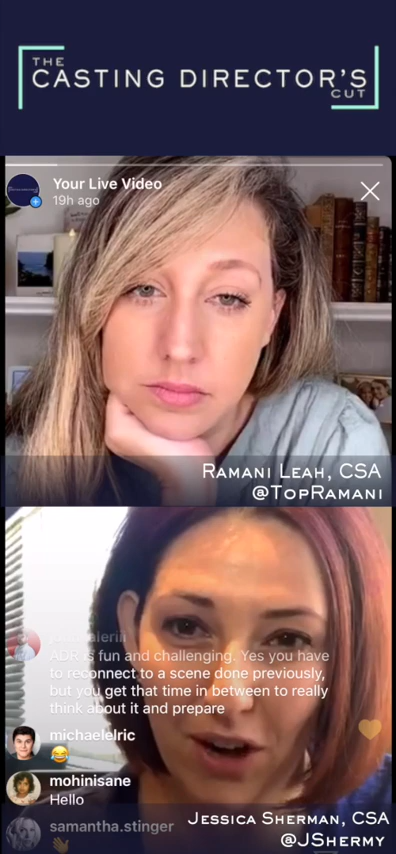 THE
CASTING DIRECTOR'S
CUT
Your Live Video
19h ago
RAMANI LEAH, CSA
@TOPRAMANI
ADR is fun and challenging. Yes you have
to reconnect to a scene done previously,
but you get that time in between to really
think about it and prepare
michaelelric
😂
mohinisane
Hello
samantha.stinger
👋
JESSICA SHERMAN, CSA
@JSHERMY